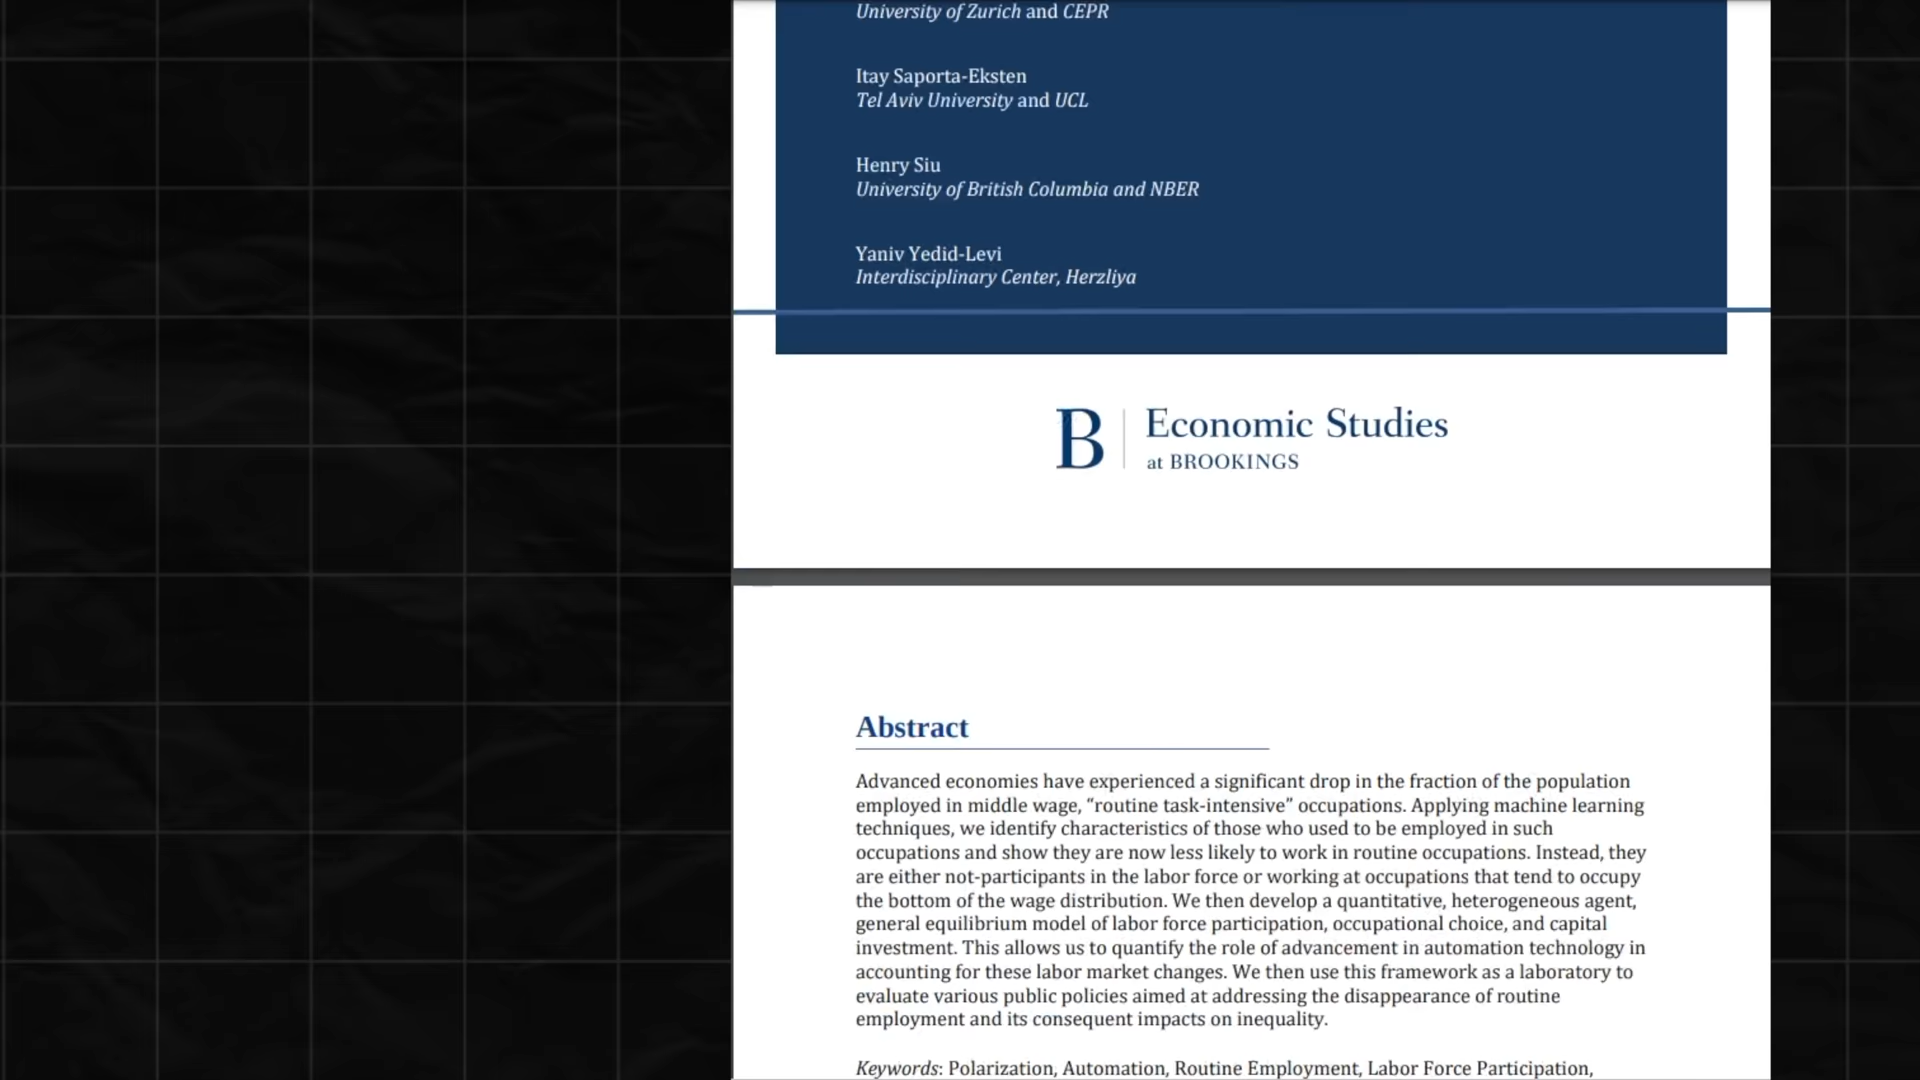 University of Zurich and CEPR
Itay Saporta-Eksten
Tel Aviv University and UCL
Henry Siu
University of British Columbia and NBER
Yaniv Yedid-Levi
Interdisciplinary Center, Herzliya
B
Economic Studies
at BROOKINGS
Abstract
Advanced economies have experienced a significant drop in the fraction of the population
employed in middle wage, “routine task-intensive” occupations. Applying machine learning
techniques, we identify characteristics of those who used to be employed in such
occupations and show they are now less likely to work in routine occupations. Instead, they
are either not-participants in the labor force or working at occupations that tend to occupy
the bottom of the wage distribution. We then develop a quantitative, heterogeneous agent,
general equilibrium model of labor force participation, occupational choice, and capital
investment. This allows us to quantify the role of advancement in automation technology in
accounting for these labor market changes. We then use this framework as a laboratory to
evaluate various public policies aimed at addressing the disappearance of routine
employment and its consequent impacts on inequality.
Keywords: Polarization, Automation, Routine Employment, Labor Force Participation,